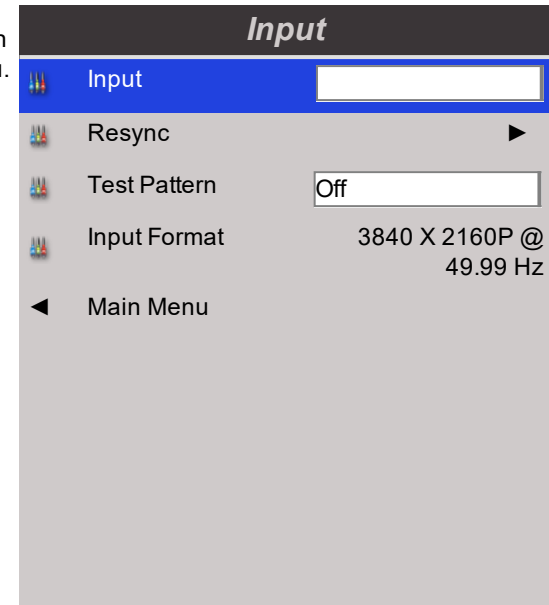 Input
Input
Resync ►
Test Pattern Off
Input Format 3840 X 2160P @
49.99 Hz
◄ Main Menu